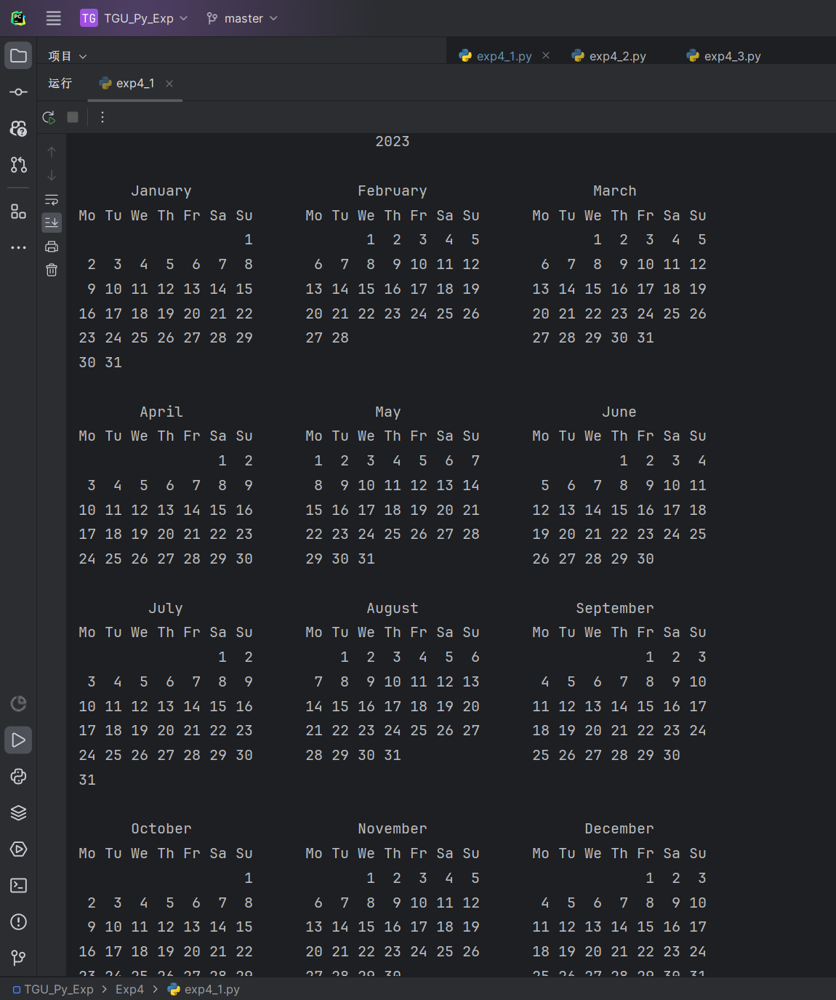 TG TGU_Py_Exp master
项目 exp4_1.py exp4_2.py exp4_3.py
运行 exp4_1
2023
January February March
Mo Tu We Th Fr Sa Su Mo Tu We Th Fr Sa Su Mo Tu We Th Fr Sa Su
1 1 2 3 4 5 1 2 3 4 5
2 3 4 5 6 7 8 6 7 8 9 10 11 12 6 7 8 9 10 11 12
9 10 11 12 13 14 15 13 14 15 16 17 18 19 13 14 15 16 17 18 19
16 17 18 19 20 21 22 20 21 22 23 24 25 26 20 21 22 23 24 25 26
23 24 25 26 27 28 29 27 28 27 28 29 30 31
30 31
April May June
Mo Tu We Th Fr Sa Su Mo Tu We Th Fr Sa Su Mo Tu We Th Fr Sa Su
1 2 1 2 3 4 5 6 7 1 2 3 4
3 4 5 6 7 8 9 8 9 10 11 12 13 14 5 6 7 8 9 10 11
10 11 12 13 14 15 16 15 16 17 18 19 20 21 12 13 14 15 16 17 18
17 18 19 20 21 22 23 22 23 24 25 26 27 28 19 20 21 22 23 24 25
24 25 26 27 28 29 30 29 30 31 26 27 28 29 30
July August September
Mo Tu We Th Fr Sa Su Mo Tu We Th Fr Sa Su Mo Tu We Th Fr Sa Su
1 2 1 2 3 4 5 6 1 2 3
3 4 5 6 7 8 9 7 8 9 10 11 12 13 4 5 6 7 8 9 10
10 11 12 13 14 15 16 14 15 16 17 18 19 20 11 12 13 14 15 16 17
17 18 19 20 21 22 23 21 22 23 24 25 26 27 18 19 20 21 22 23 24
24 25 26 27 28 29 30 28 29 30 31 25 26 27 28 29 30
31
October November December
Mo Tu We Th Fr Sa Su Mo Tu We Th Fr Sa Su Mo Tu We Th Fr Sa Su
1 1 2 3 4 5 1 2 3
2 3 4 5 6 7 8 6 7 8 9 10 11 12 4 5 6 7 8 9 10
9 10 11 12 13 14 15 13 14 15 16 17 18 19 11 12 13 14 15 16 17
16 17 18 19 20 21 22 20 21 22 23 24 25 26 18 19 20 21 22 23 24
23 24 25 26 27 28 29 27 28 29 30 25 26 27 28 29 30 31
TGU_Py_Exp > Exp4 > exp4_1.py